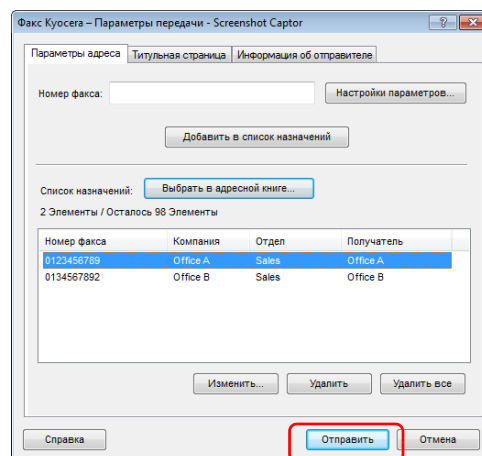 Факс Kyocera – Параметры передачи - Screenshot Captor
Параметры адреса Титульная страница Информация об отправителе
Номер факса: Настройки параметров...
Добавить в список назначений
Список назначений: Выбрать в адресной книге...
2 Элементы / Осталось 98 Элементы
Номер факса Компания Отдел Получатель
0123456789 Office A Sales Office A
0134567892 Office B Sales Office B
Изменить... Удалить Удалить все
Справка Отправить Отмена